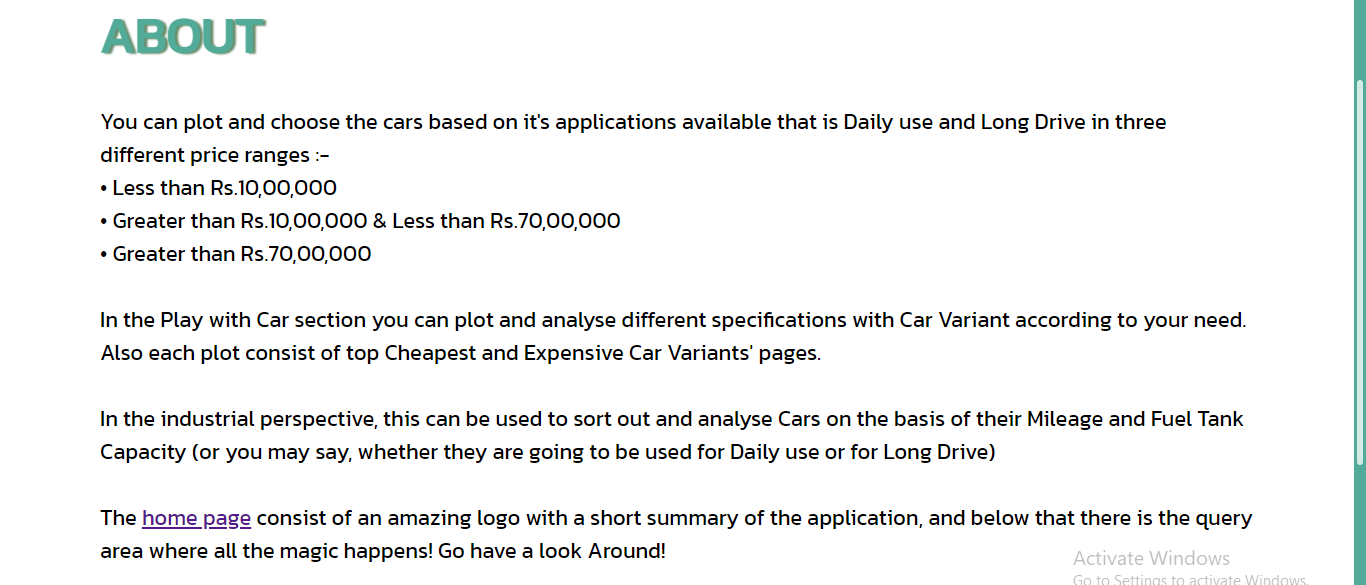 ABOUT
You can plot and choose the cars based on it's applications available that is Daily use and Long Drive in three
different price ranges :-
• Less than Rs.10,00,000
• Greater than Rs.10,00,000 & Less than Rs.70,00,000
• Greater than Rs.70,00,000
In the Play with Car section you can plot and analyse different specifications with Car Variant according to your need.
Also each plot consist of top Cheapest and Expensive Car Variants' pages.
In the industrial perspective, this can be used to sort out and analyse Cars on the basis of their Mileage and Fuel Tank
Capacity (or you may say, whether they are going to be used for Daily use or for Long Drive)
The home page consist of an amazing logo with a short summary of the application, and below that there is the query
area where all the magic happens! Go have a look Around!
Activate Windows
Go to Settings to activate Windows.